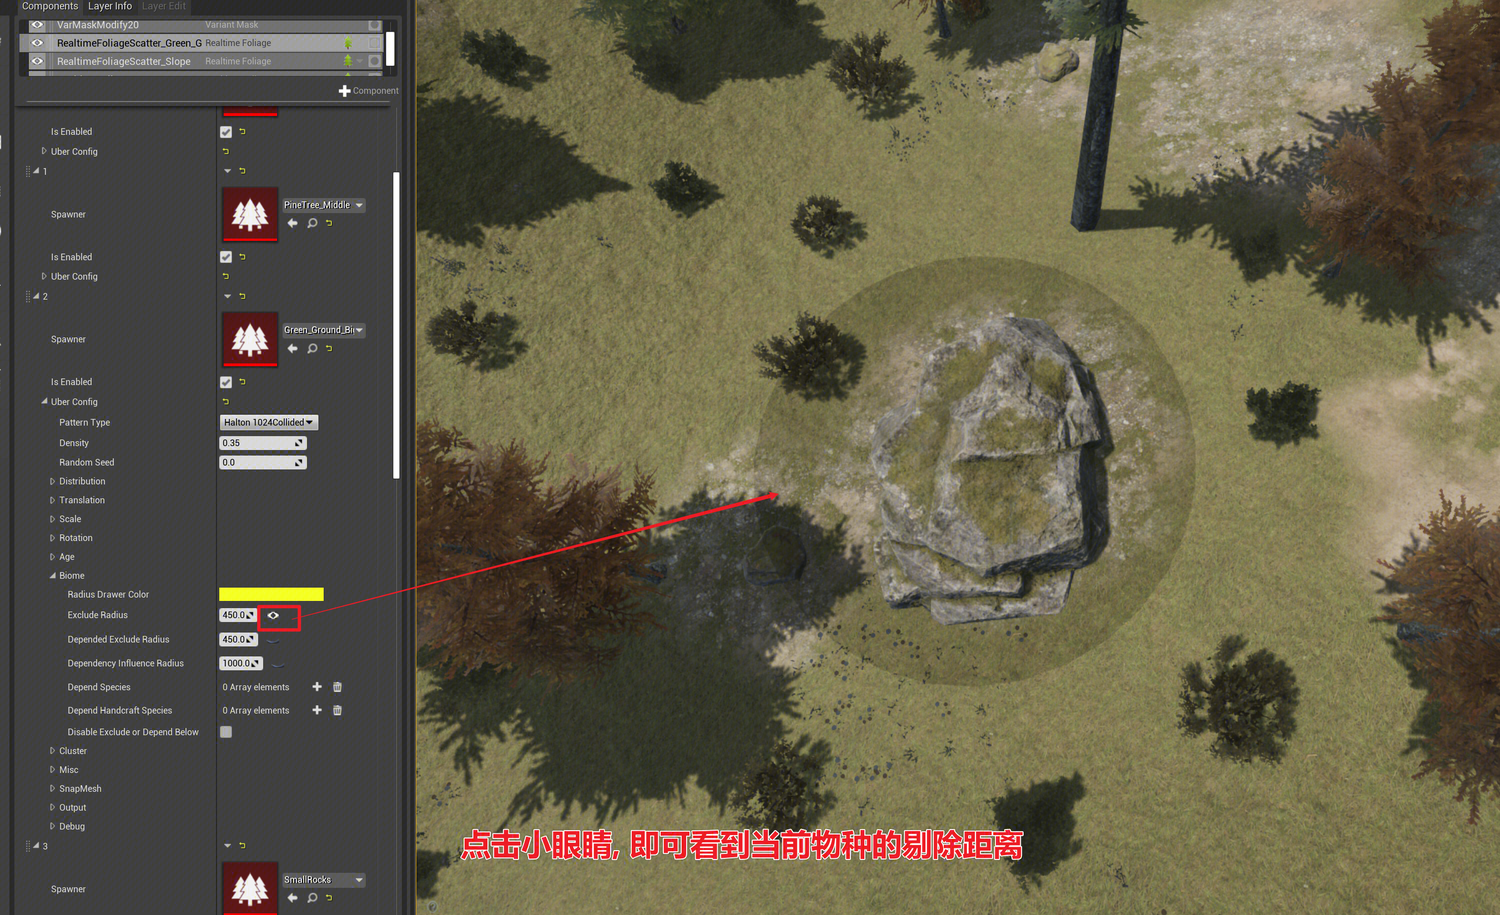 Components Layer Info Layer Edit
VarMaskModify20 Variant Mask
RealtimeFoliageScatter_Green_G Realtime Foliage
RealtimeFoliageScatter_Slope Realtime Foliage
Component
Is Enabled
Uber Config
1
Spawner PineTree_Middle
Is Enabled
Uber Config
2
Spawner Green_Ground_Bi
Is Enabled
Uber Config
Pattern Type Halton 1024Collided
Density 0.35
Random Seed 0.0
Distribution
Translation
Scale
Rotation
Age
Biome
Radius Drawer Color
Exclude Radius 450.0
Depended Exclude Radius 450.0
Dependency Influence Radius 1000.0
Depend Species 0 Array elements
Depend Handcraft Species 0 Array elements
Disable Exclude or Depend Below
Cluster
Misc
SnapMesh
Output
Debug
3
Spawner SmallRocks
点击小眼睛, 即可看到当前物种的剔除距离